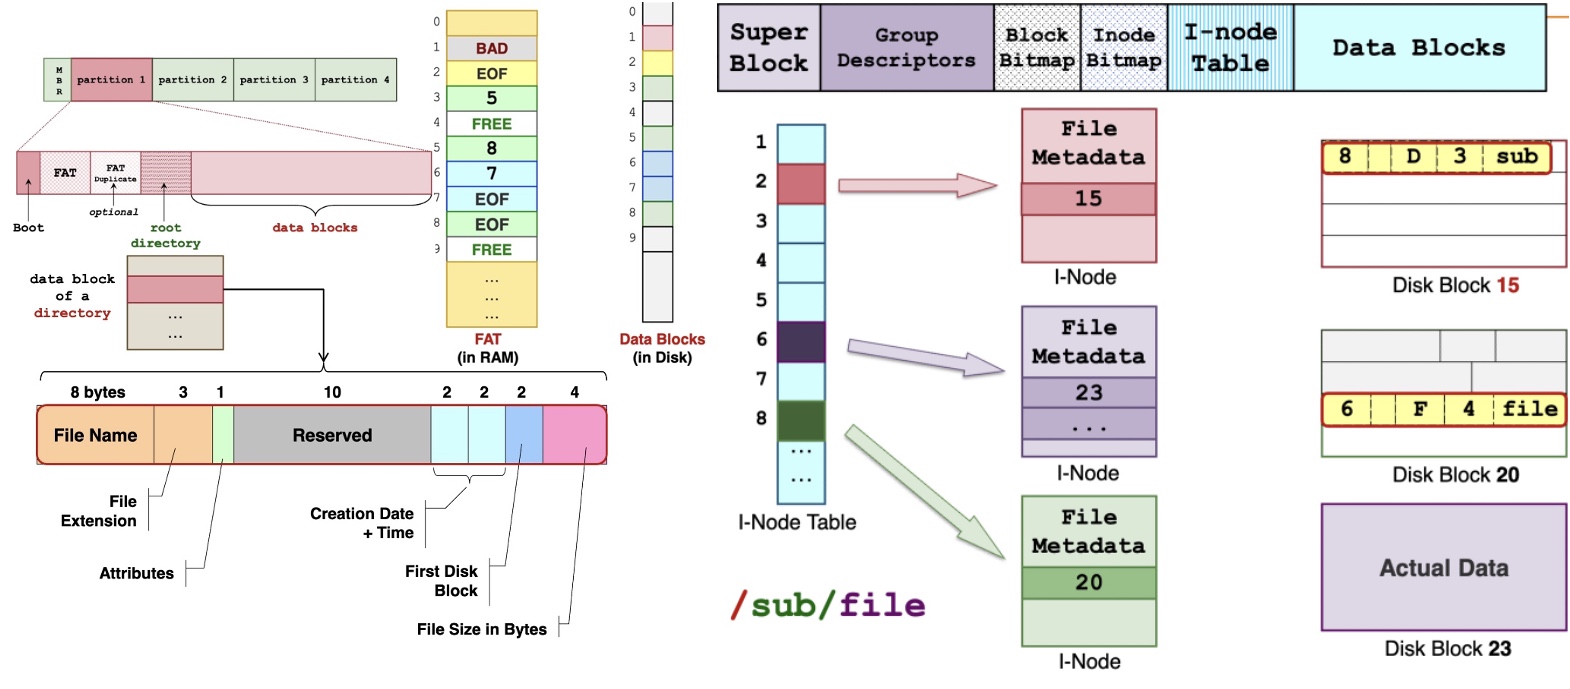 M
B
R
partition 1
partition 2
partition 3
partition 4
FAT
FAT
Duplicate
optional
Boot
root
directory
data blocks
data block
of a
directory
...
...
0
1
BAD
2
EOF
3
5
4
FREE
5
8
6
7
7
EOF
8
EOF
9
FREE
...
...
...
FAT
(in RAM)
0
1
2
3
4
5
6
7
8
9
Data Blocks
(in Disk)
8 bytes
3
1
10
2
2
2
4
File Name
Reserved
File
Extension
Attributes
Creation Date
+ Time
First Disk
Block
File Size in Bytes
Super
Block
Group
Descriptors
Block
Bitmap
Inode
Bitmap
I-node
Table
Data Blocks
1
2
3
4
5
6
7
8
...
...
I-Node Table
/sub/file
File
Metadata
15
I-Node
File
Metadata
23
...
I-Node
File
Metadata
20
I-Node
8 D 3 sub
Disk Block 15
6 F 4 file
Disk Block 20
Actual Data
Disk Block 23